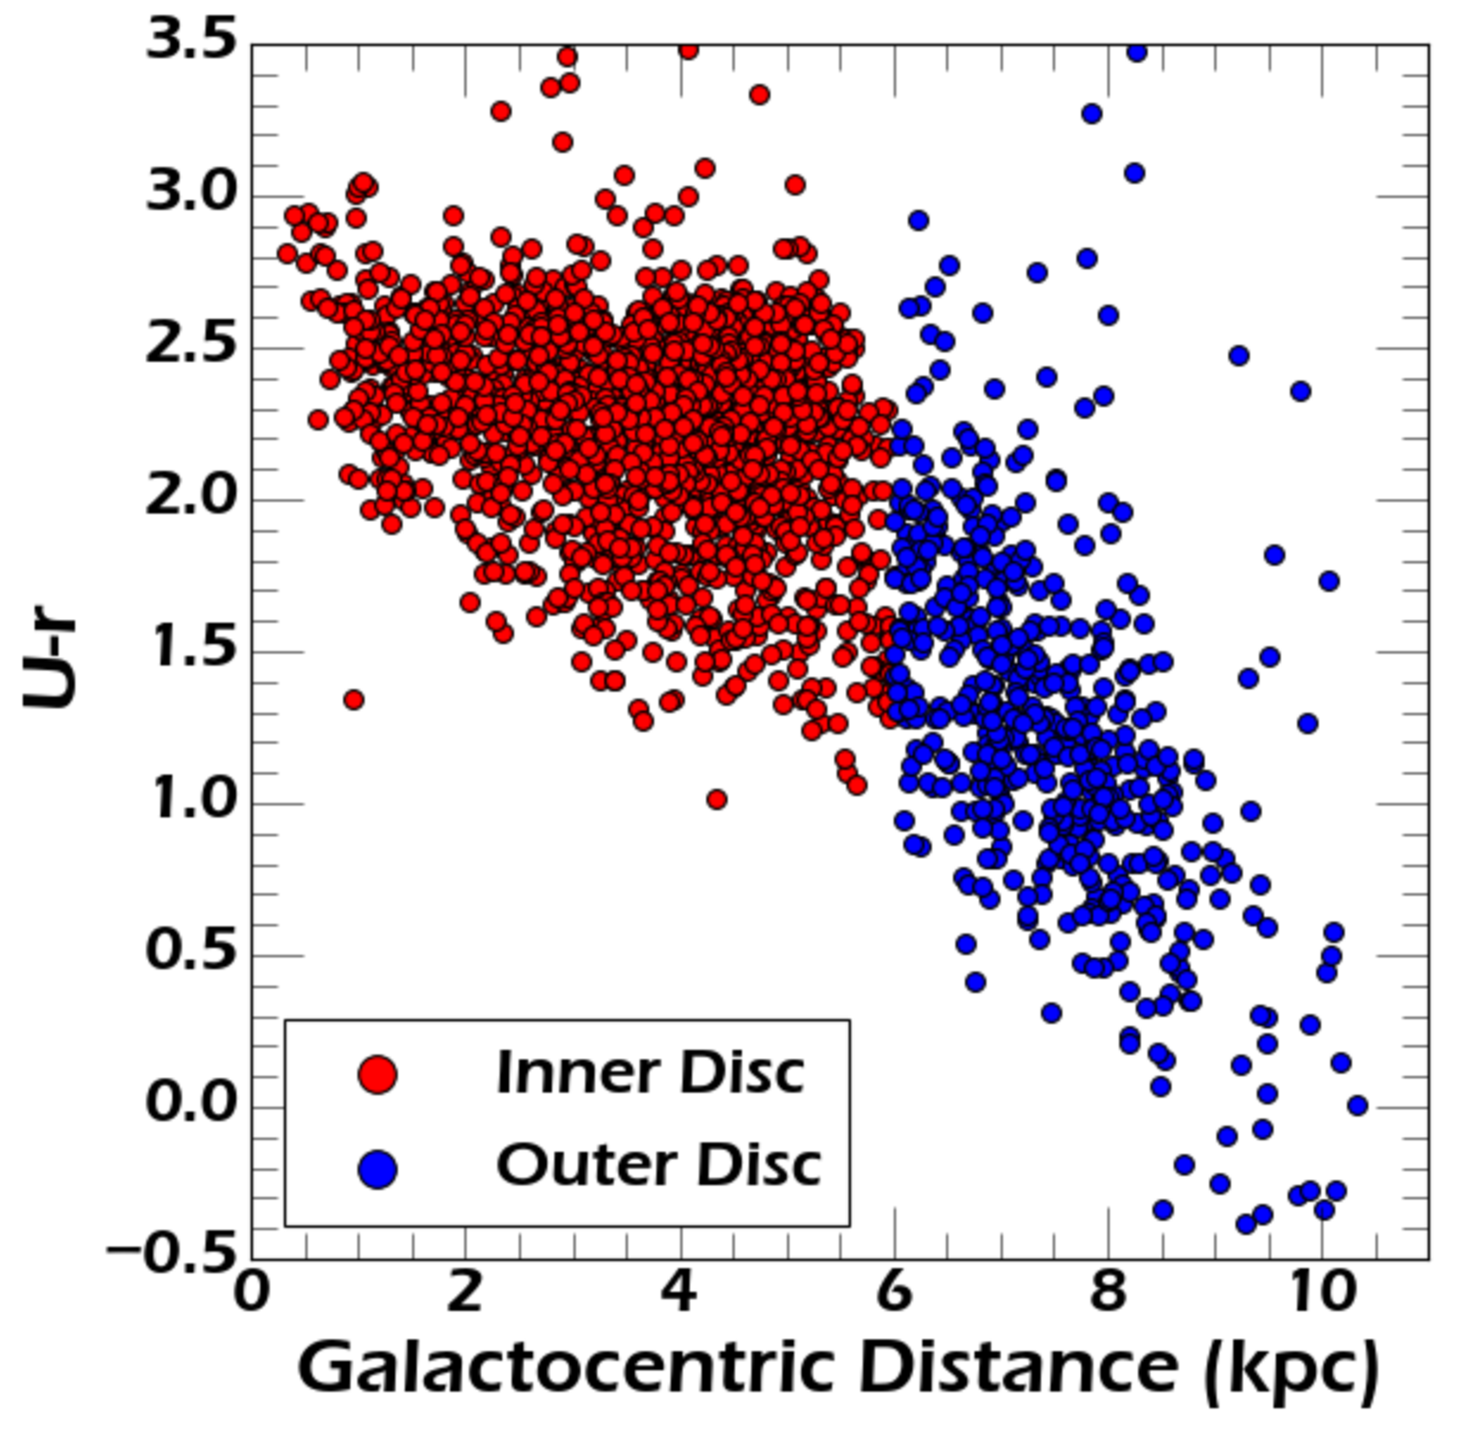 3.5
3.0
2.5
2.0
1.5
1.0
0.5
0.0
−0.5
U-r
Inner Disc
Outer Disc
0 2 4 6 8 10
Galactocentric Distance (kpc)